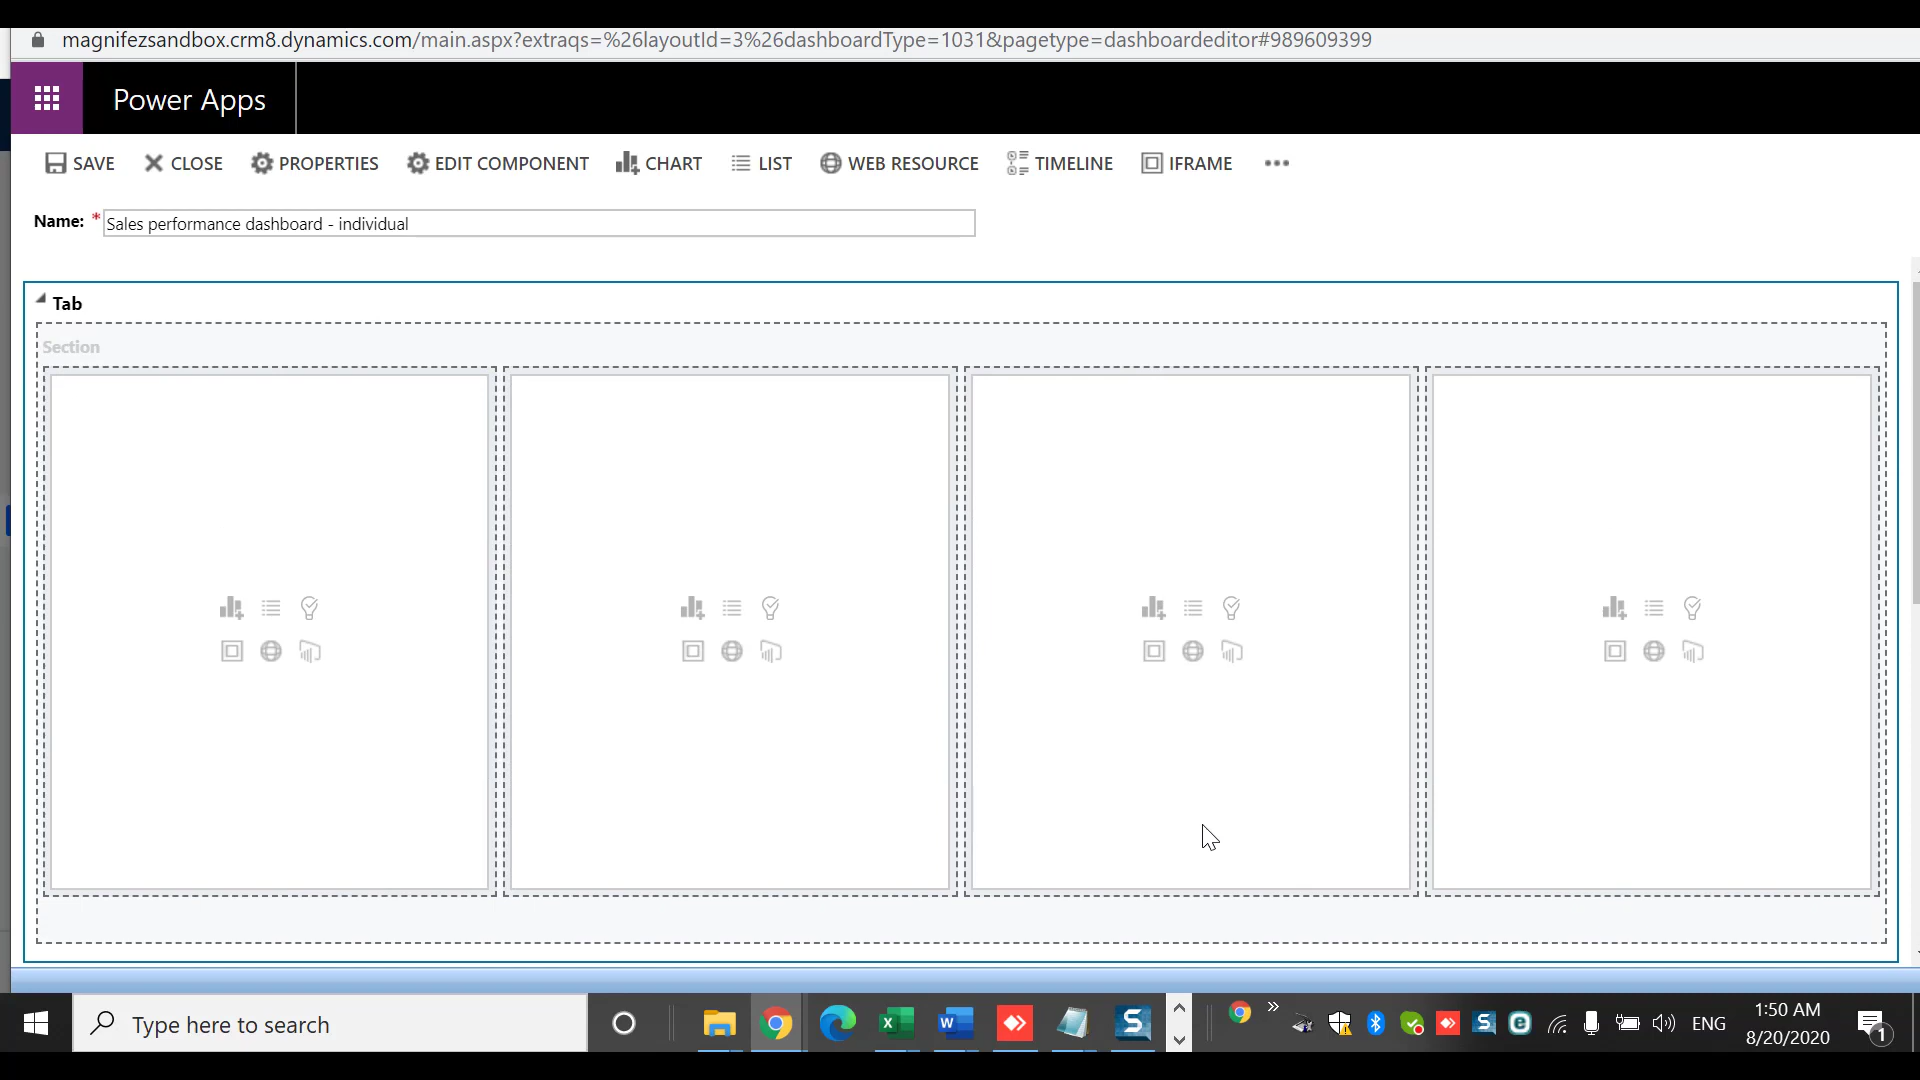 magnifezsandbox.crm8.dynamics.com/main.aspx?extraqs=%26layoutId=3%26dashboardType=1031&pagetype=dashboardeditor#989609399
Power Apps
SAVE CLOSE PROPERTIES EDIT COMPONENT CHART LIST WEB RESOURCE TIMELINE IFRAME
Name: * Sales performance dashboard - individual
Tab
Section
Type here to search
ENG
1:50 AM
8/20/2020
1